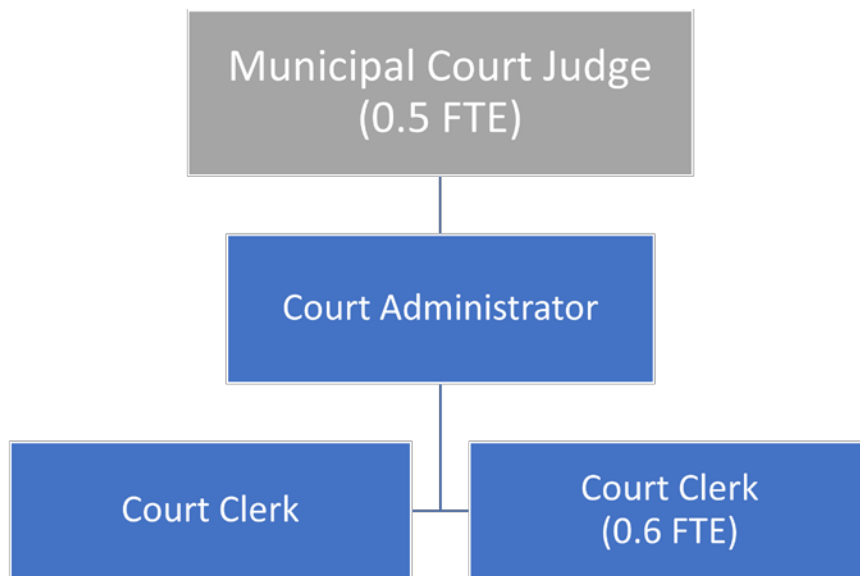 Municipal Court Judge
(0.5 FTE)
Court Administrator
Court Clerk
Court Clerk
(0.6 FTE)